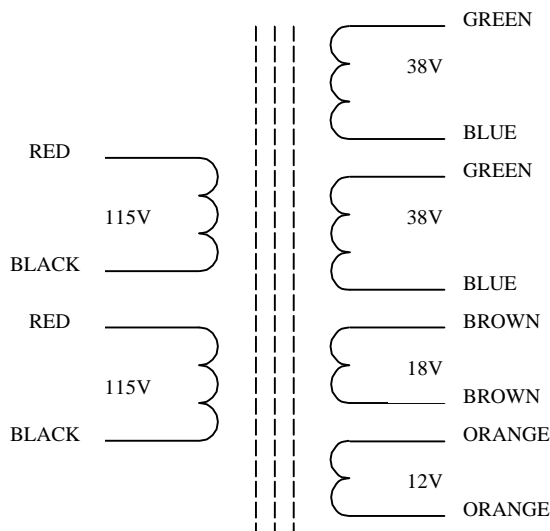 GREEN
38V
BLUE
RED
GREEN
115V
38V
BLACK
BLUE
RED
BROWN
115V
18V
BLACK
BROWN
ORANGE
12V
ORANGE